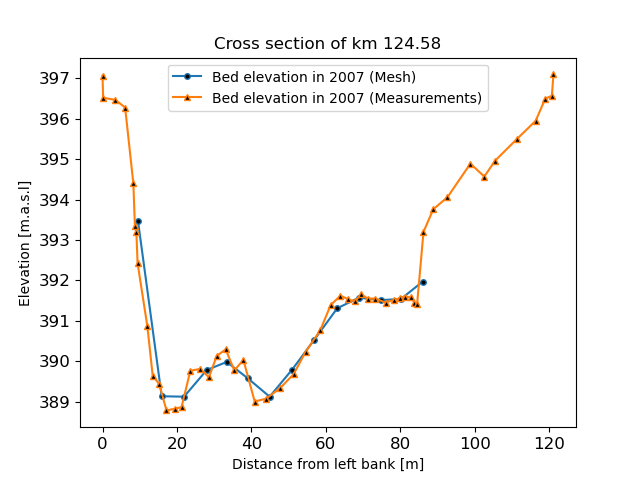 Cross section of km 124.58
Bed elevation in 2007 (Mesh)
Bed elevation in 2007 (Measurements)
Elevation [m.a.s.l]
397
396
395
394
393
392
391
390
389
0 20 40 60 80 100 120
Distance from left bank [m]